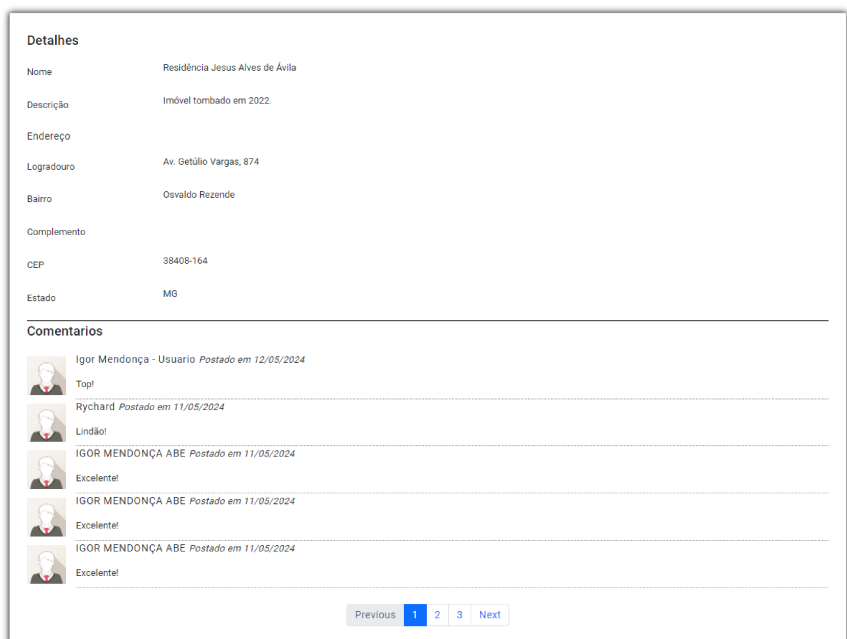 Detalhes
Nome Residência Jesus Alves de Ávila
Descrição Imóvel tombado em 2022.
Endereço
Logradouro Av. Getúlio Vargas, 874
Bairro Osvaldo Rezende
Complemento
CEP 38408-164
Estado MG
Comentarios
Igor Mendonça - Usuario Postado em 12/05/2024
Top!
Rychard Postado em 11/05/2024
Lindão!
IGOR MENDONÇA ABE Postado em 11/05/2024
Excelente!
IGOR MENDONÇA ABE Postado em 11/05/2024
Excelente!
IGOR MENDONÇA ABE Postado em 11/05/2024
Excelente!
Previous 1 2 3 Next